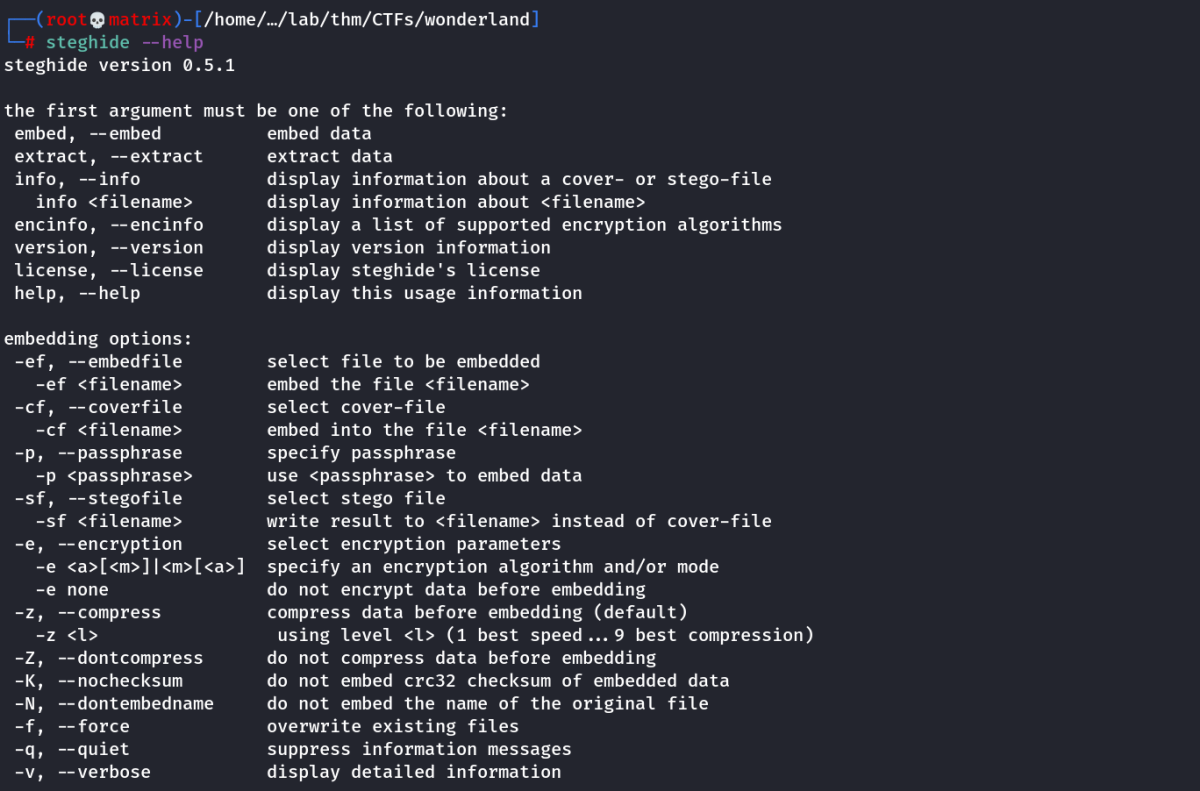 ┌──(root💀matrix)-[/home/…/lab/thm/CTFs/wonderland]
└─# steghide --help
steghide version 0.5.1

the first argument must be one of the following:
 embed, --embed          embed data
 extract, --extract      extract data
 info, --info            display information about a cover- or stego-file
   info <filename>       display information about <filename>
 encinfo, --encinfo      display a list of supported encryption algorithms
 version, --version      display version information
 license, --license      display steghide's license
 help, --help            display this usage information

embedding options:
 -ef, --embedfile        select file to be embedded
   -ef <filename>        embed the file <filename>
 -cf, --coverfile        select cover-file
   -cf <filename>        embed into the file <filename>
 -p, --passphrase        specify passphrase
   -p <passphrase>       use <passphrase> to embed data
 -sf, --stegofile        select stego file
   -sf <filename>        write result to <filename> instead of cover-file
 -e, --encryption        select encryption parameters
   -e <a>[<m>]|<m>[<a>]  specify an encryption algorithm and/or mode
   -e none               do not encrypt data before embedding
 -z, --compress          compress data before embedding (default)
   -z <l>                 using level <l> (1 best speed...9 best compression)
 -Z, --dontcompress      do not compress data before embedding
 -K, --nochecksum        do not embed crc32 checksum of embedded data
 -N, --dontembedname     do not embed the name of the original file
 -f, --force             overwrite existing files
 -q, --quiet             suppress information messages
 -v, --verbose           display detailed information